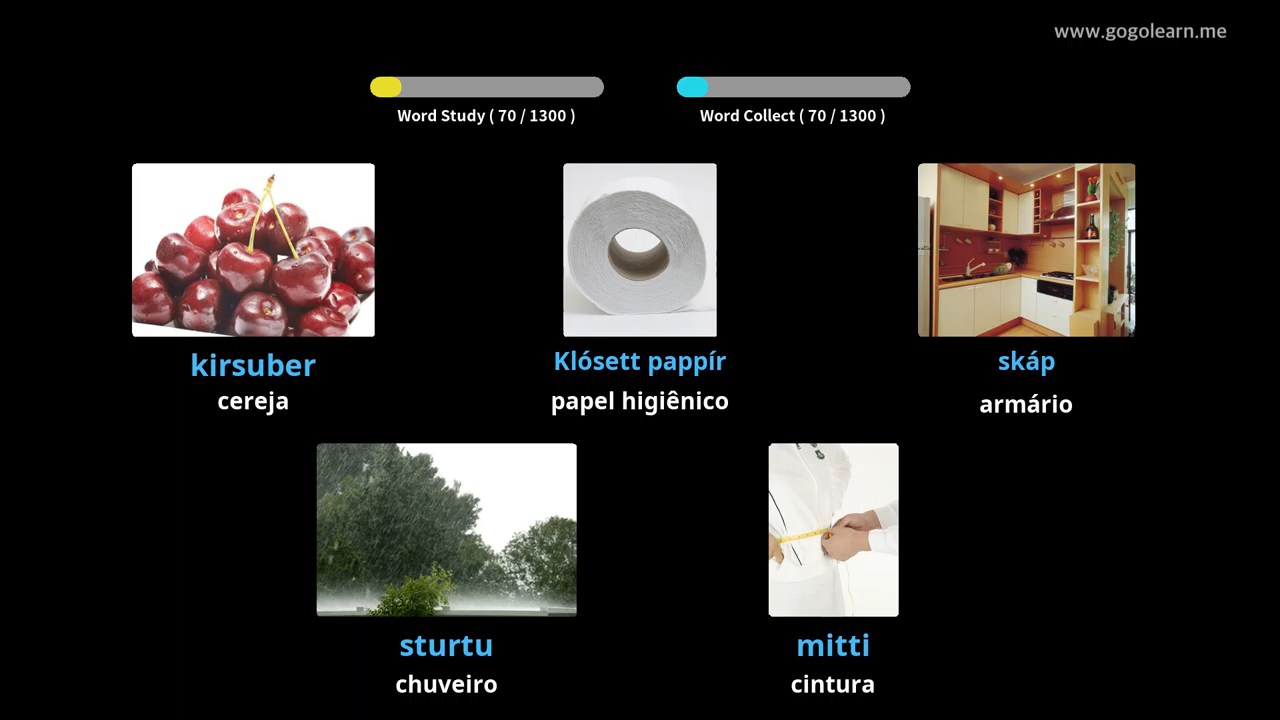 www.gogolearn.me
Word Study ( 70 / 1300 )
Word Collect ( 70 / 1300 )
kirsuber
cereja
Klósett pappír
papel higiênico
skáp
armário
sturtu
chuveiro
mitti
cintura